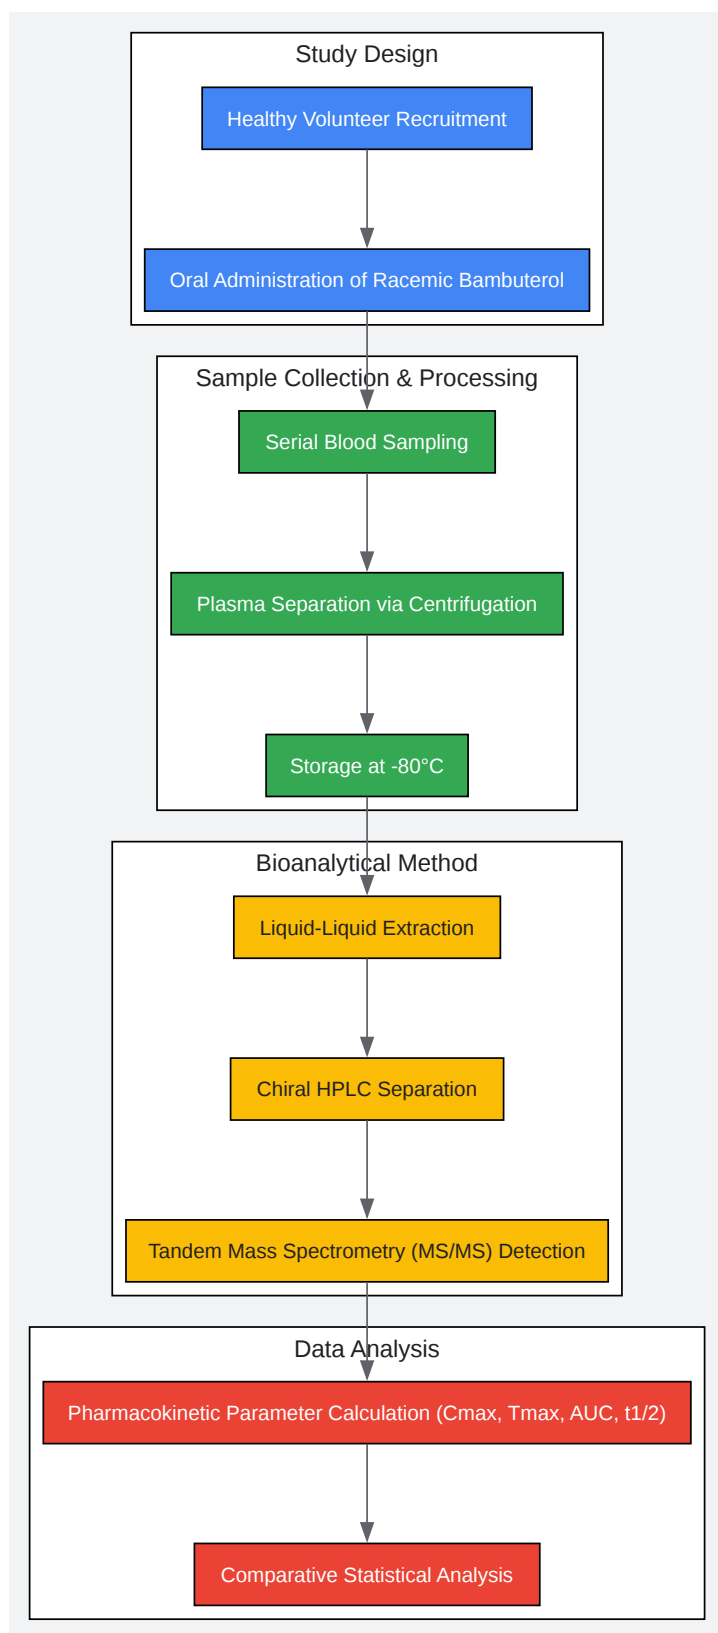 Study Design
Healthy Volunteer Recruitment
Oral Administration of Racemic Bambuterol
Sample Collection & Processing
Serial Blood Sampling
Plasma Separation via Centrifugation
Storage at -80°C
Bioanalytical Method
Liquid-Liquid Extraction
Chiral HPLC Separation
Tandem Mass Spectrometry (MS/MS) Detection
Data Analysis
Pharmacokinetic Parameter Calculation (Cmax, Tmax, AUC, t1/2)
Comparative Statistical Analysis